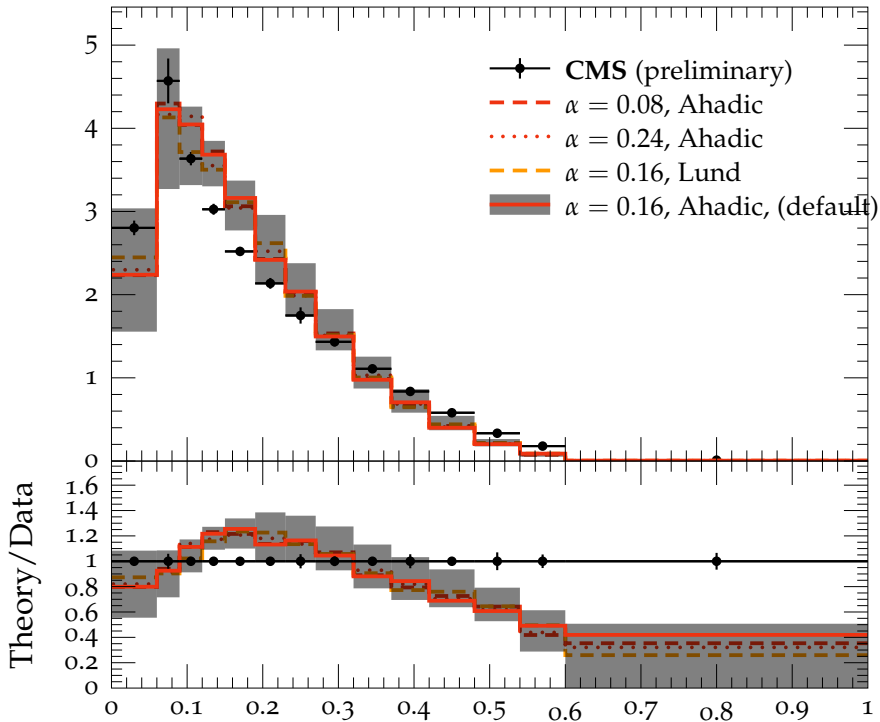 5
4
3
2
1
0
CMS (preliminary)
α = 0.08, Ahadic
α = 0.24, Ahadic
α = 0.16, Lund
α = 0.16, Ahadic, (default)
Theory/Data
1.6
1.4
1.2
1
0.8
0.6
0.4
0.2
0
0 0.1 0.2 0.3 0.4 0.5 0.6 0.7 0.8 0.9 1